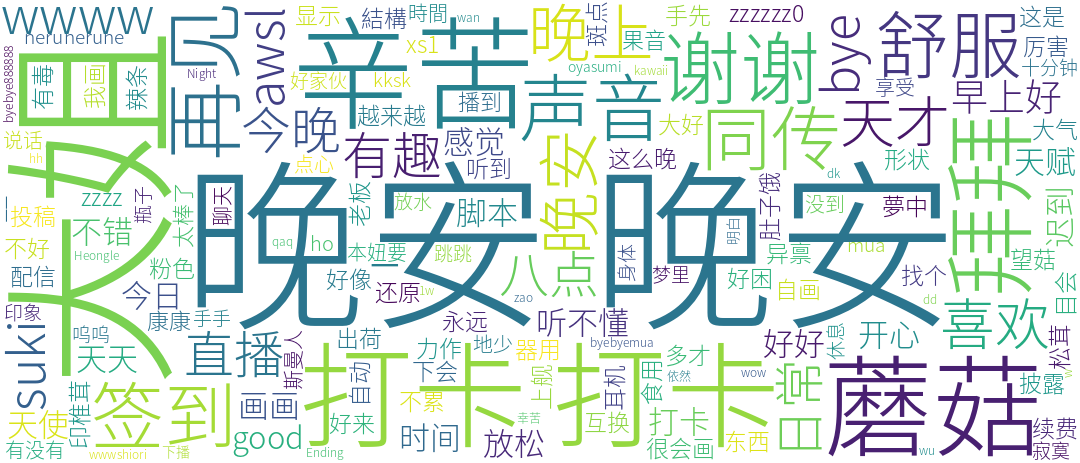 WWWW
nerunerune
byebye888888
有毒
我画
辣条
再见
Night
awsl
显示
結構
時間
xsl
好家伙
kksk
越来越
今晚
辛苦
晚上
斑点
手先
果音
oyasumi
kawaii
播到
声音
感觉
听到
有趣
zzzzzz0
bye
舒服
这是
厉害
十分钟
享受
早上好
谢谢
大好
同传
天才
大气
天赋
形状
这么晚
说话
hh
大好
zzzz
瓶子
太棒了
聊天
晚安 晚安
老板
点心
放水
脚本
晚安
肚子饿
dk
没到
夢中
拜拜
迟到
投稿
不错
不好
Heongle
qaq
ho
本妞要
跳跳
八点
身体
明白
mua
配信
粉色
好像
还原
1w
梦里
异禀
好困
找个
望菇
印象
今日
康康
手手
zao
永远
听不懂
自画
dd
自会
呜呜
天天
直播
斯曼人
出荷
力作
地少
器用
byebyemua
多才
好好
休息
开心
喜欢
松茸
suki
签到
印稚茸
画画
自动
下会
打卡 打卡
上舰
耳机
食用
依然
wow
日常
蘑菇
w
披露
天使
good
好来
不累
时间
放松
幸苦
互换
打卡
东西
很会画
续费
有没有
wwwshiori
下播
Ending
wu
寂寞
wan